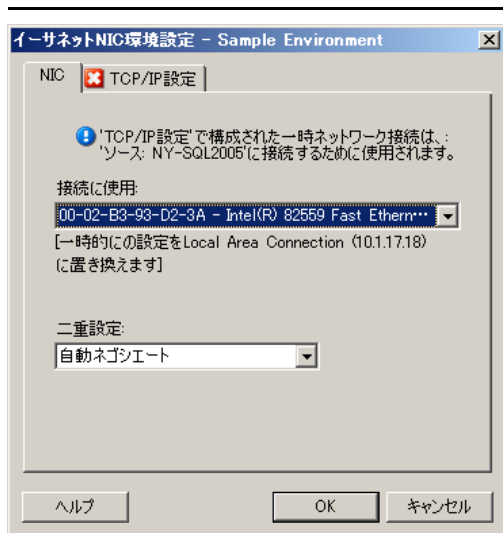 イーサネットNIC環境設定 - Sample Environment
NIC
TCP/IP設定
'TCP/IP設定'で構成された一時ネットワーク接続は、:
'ソース: NY-SQL2005'に接続するために使用されます。
接続に使用:
00-02-B3-93-D2-3A - Intel(R) 82559 Fast Ethern…
[一時的にの設定をLocal Area Connection (10.1.17.18)
に置き換えます]
二重設定:
自動ネゴシエート
ヘルプ
OK
キャンセル